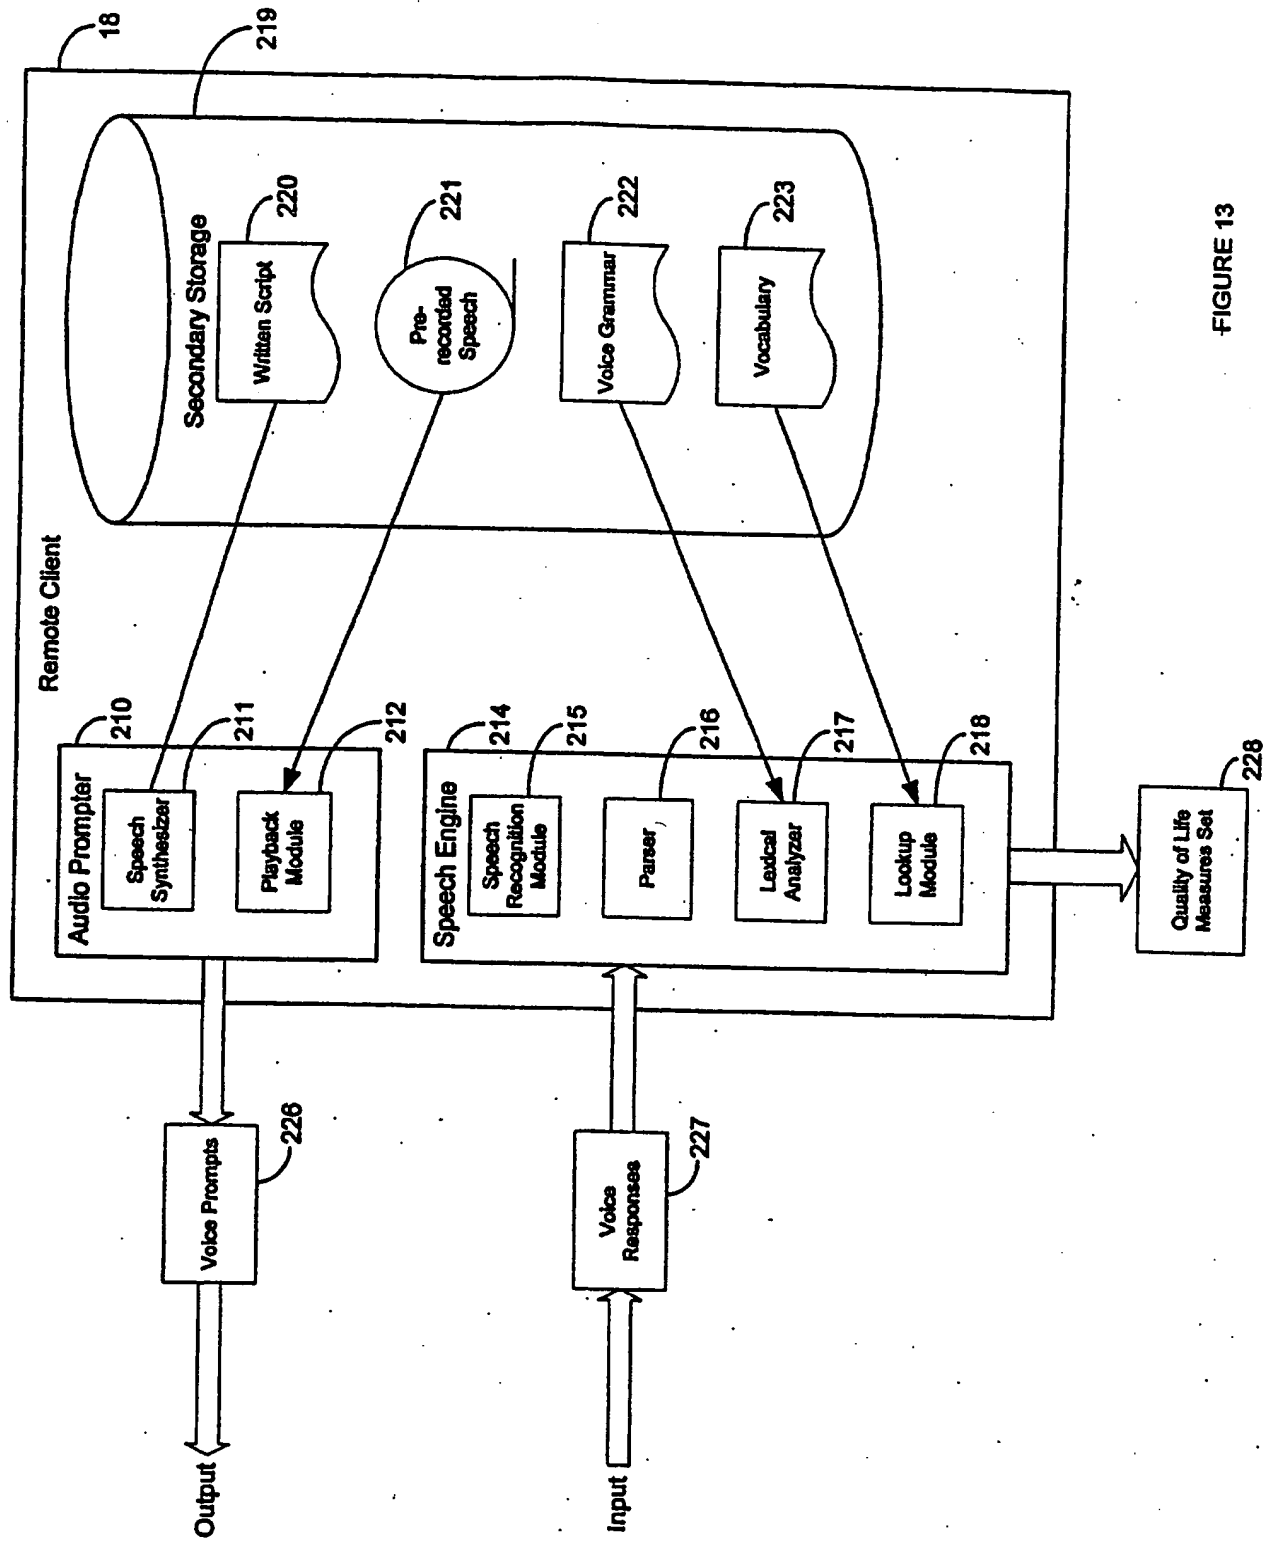 18
219
Remote Client
Audio Prompter
210
Speech
Synthesizer
211
Playback
Module
212
Speech Engine
214
Speech
Recognition
Module
215
Parser
216
Lexical
Analyzer
217
Lookup
Module
218
Secondary Storage
Written Script
220
Pre-
recorded
Speech
221
Voice Grammar
222
Vocabulary
223
Output
Voice Prompts
226
Input
Voice
Responses
227
Quality of Life
Measures Set
228
FIGURE 13